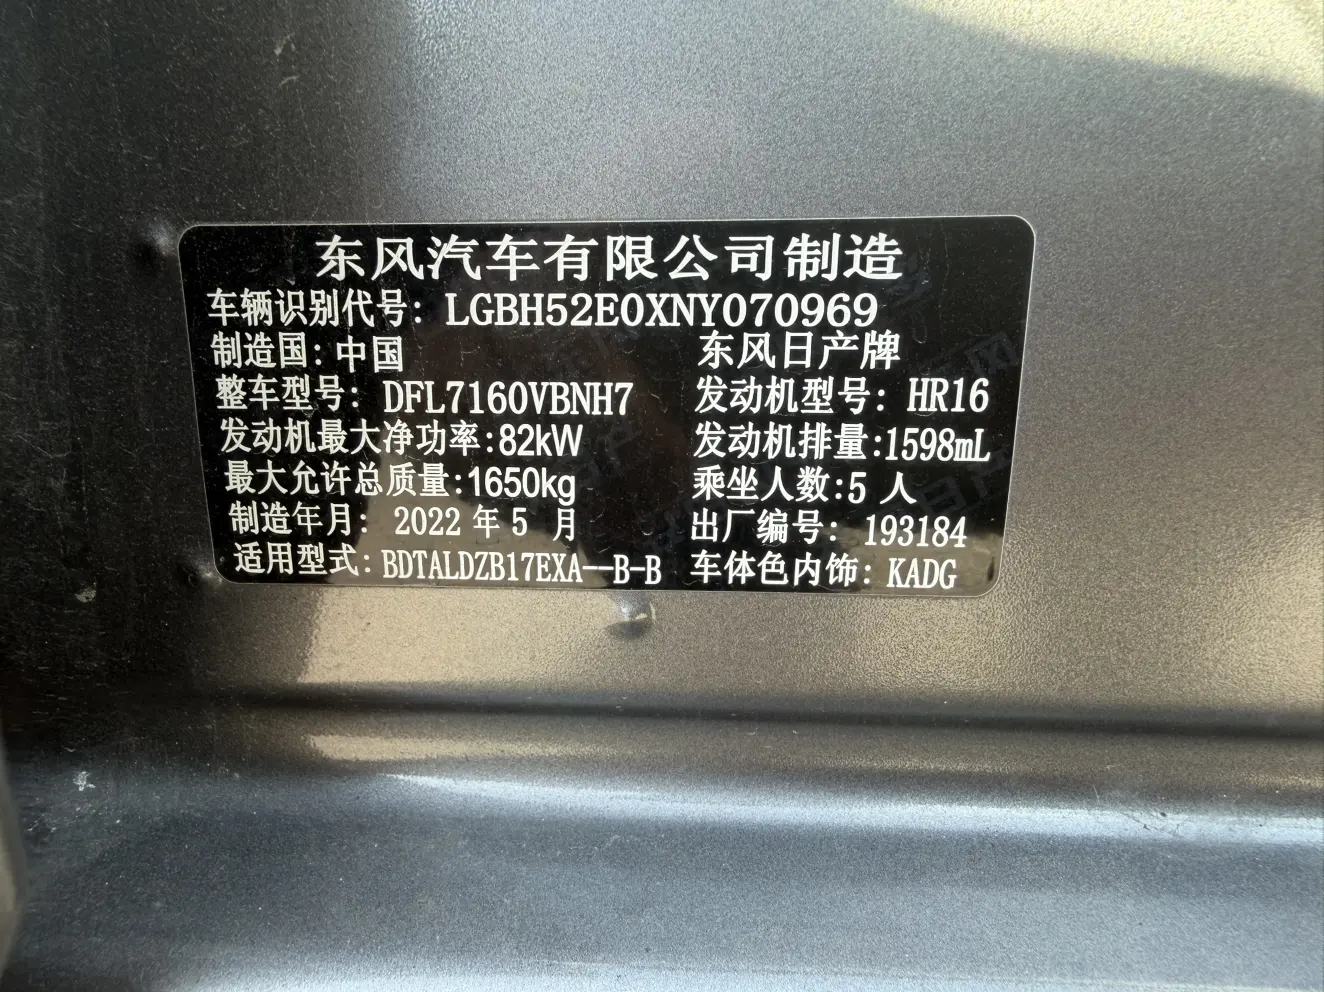 东风汽车有限公司制造
车辆识别代号: LGBH52E0XNY070969
制造国:中国 东风日产牌
整车型号: DFL7160VBNH7 发动机型号: HR16
发动机最大净功率:82kW 发动机排量:1598mL
最大允许总质量:1650kg 乘坐人数:5 人
制造年月: 2022 年 5 月 出厂编号: 193184
适用型式: BDTALDZB17EXA--B-B 车体色内饰: KADG